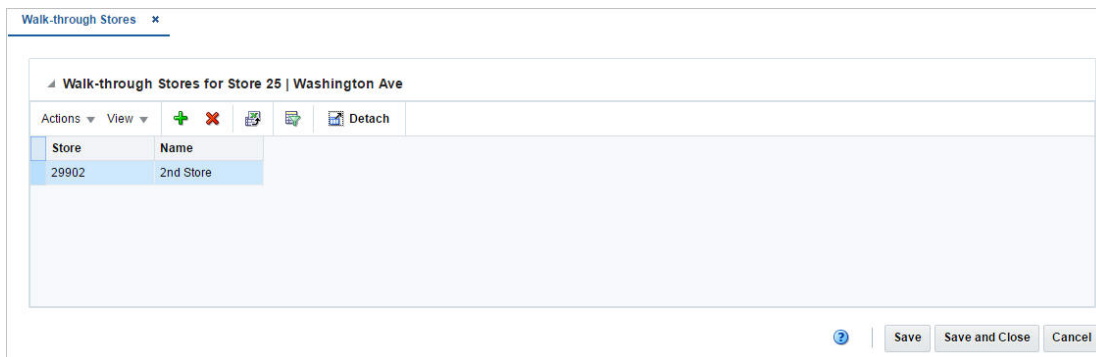 Walk-through Stores
Walk-through Stores for Store 25 | Washington Ave
Actions View Detach
Store Name
29902 2nd Store
Save Save and Close Cancel